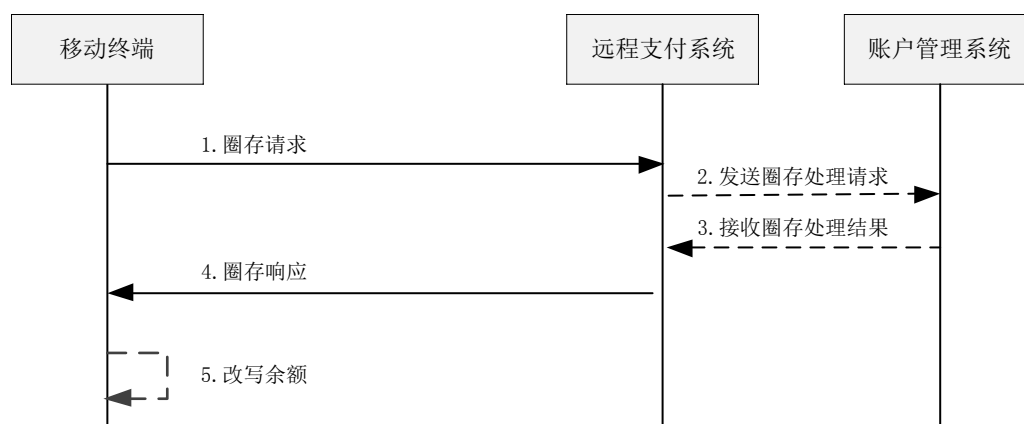 移动终端
远程支付系统
账户管理系统
1.圈存请求
2.发送圈存处理请求
3.接收圈存处理结果
4.圈存响应
5.改写余额